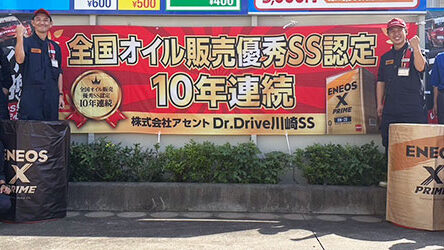 ¥600
¥500
¥400
全国オイル販売優秀SS認定
10年連続
株式会社アセント Dr.Drive川崎SS
全国オイル販売
優秀SS認定
10年連続
ENEOS
X
PRIME
0W-20
ENEOS
X
PRIME
ENEOS
X
PRIME